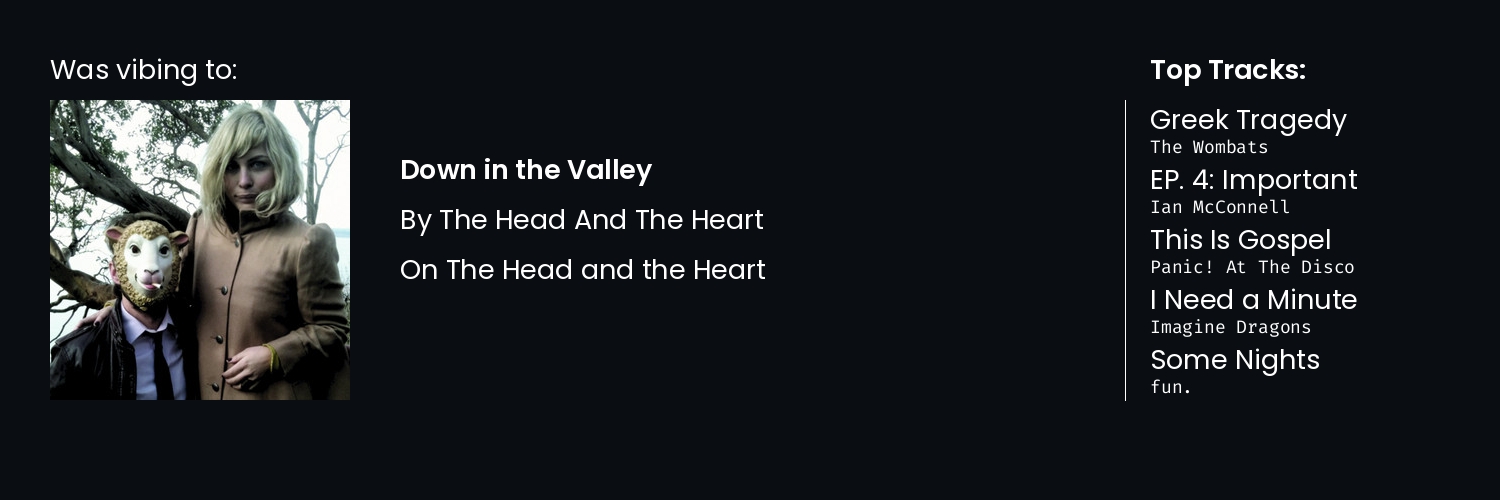 Was vibing to:
Down in the Valley
By The Head And The Heart
On The Head and the Heart
Top Tracks:
Greek Tragedy
The Wombats
EP. 4: Important
Ian McConnell
This Is Gospel
Panic! At The Disco
I Need a Minute
Imagine Dragons
Some Nights
fun.